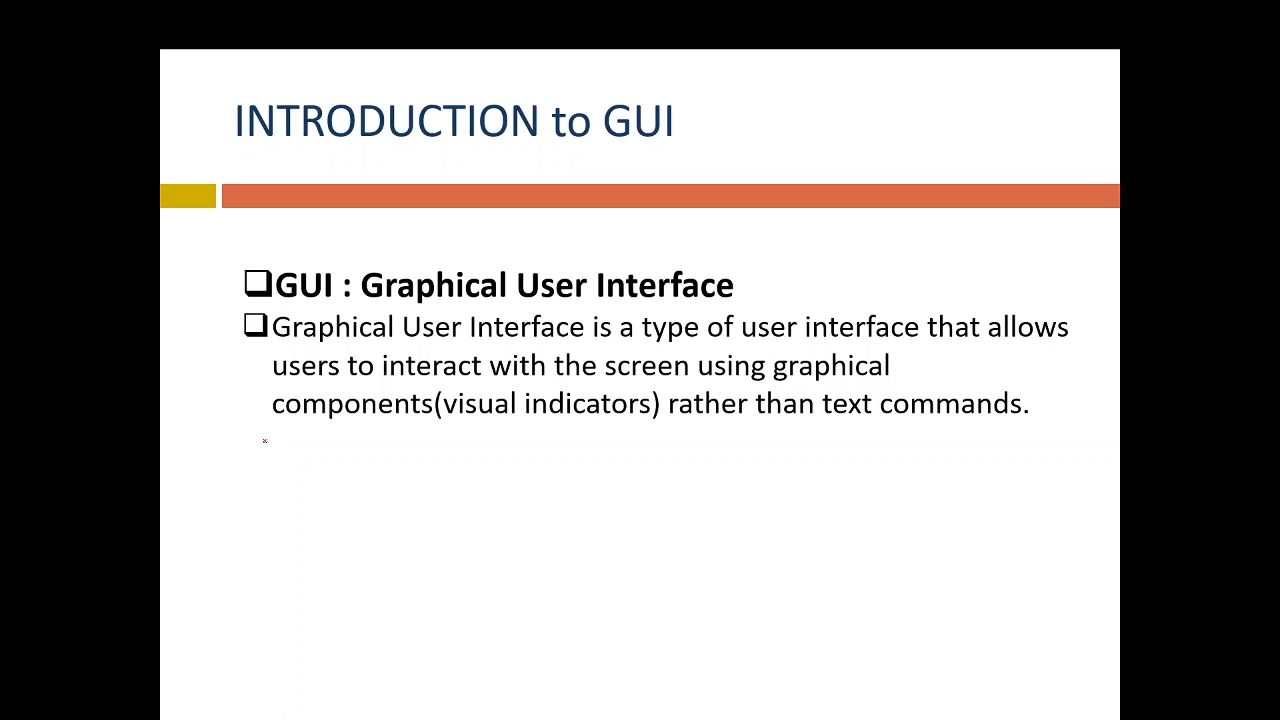 INTRODUCTION to GUI
❑GUI : Graphical User Interface
❑Graphical User Interface is a type of user interface that allows
users to interact with the screen using graphical
components(visual indicators) rather than text commands.